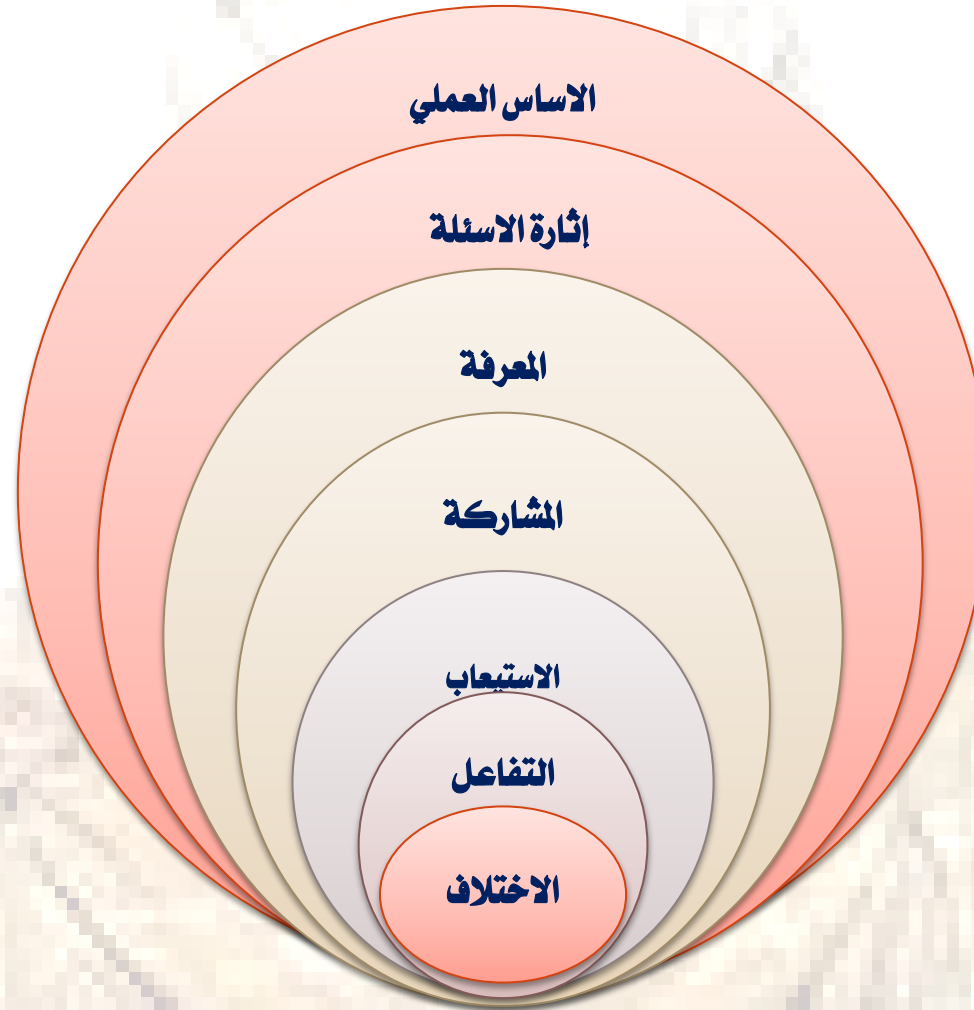 الاساس العملي
إثارة الاسئلة
المعرفة
المشاركة
الاستيعاب
التفاعل
الاختلاف